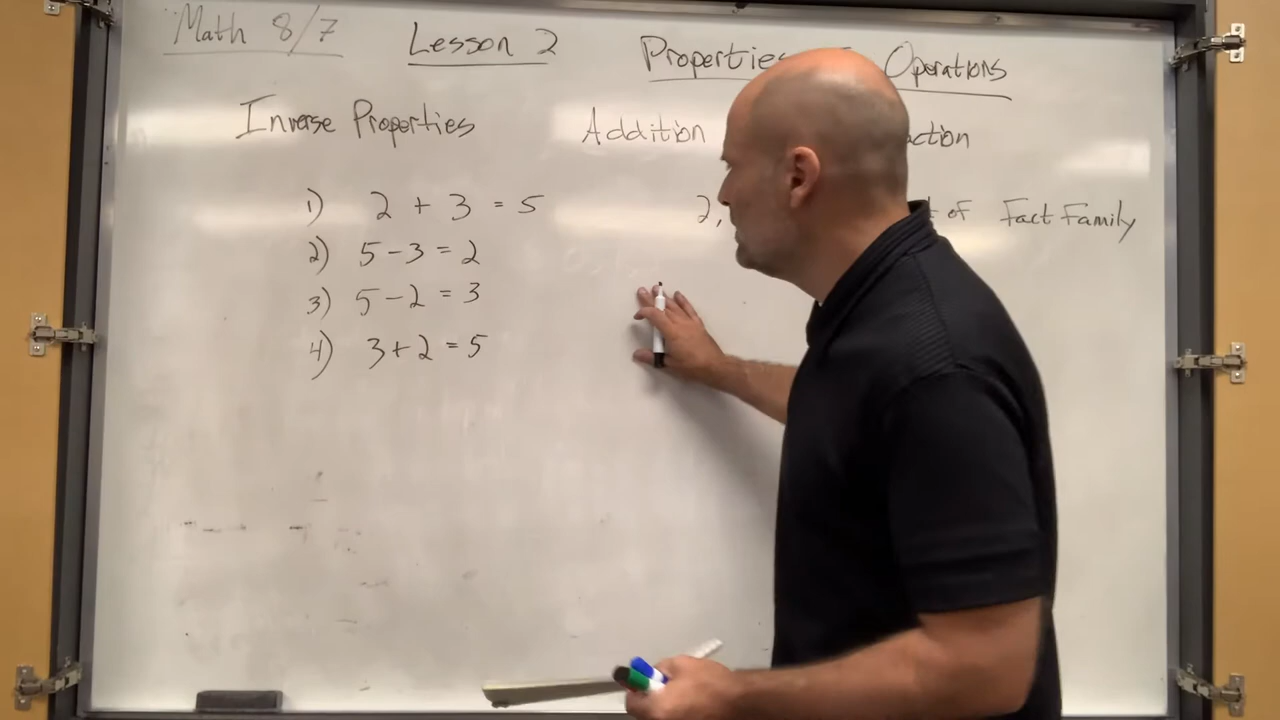 Math 8/7 Lesson 2 Properties Operations
Inverse Properties Addition
1) 2 + 3 = 5 2, of Fact Family
2) 5 - 3 = 2
3) 5 - 2 = 3
4) 3 + 2 = 5